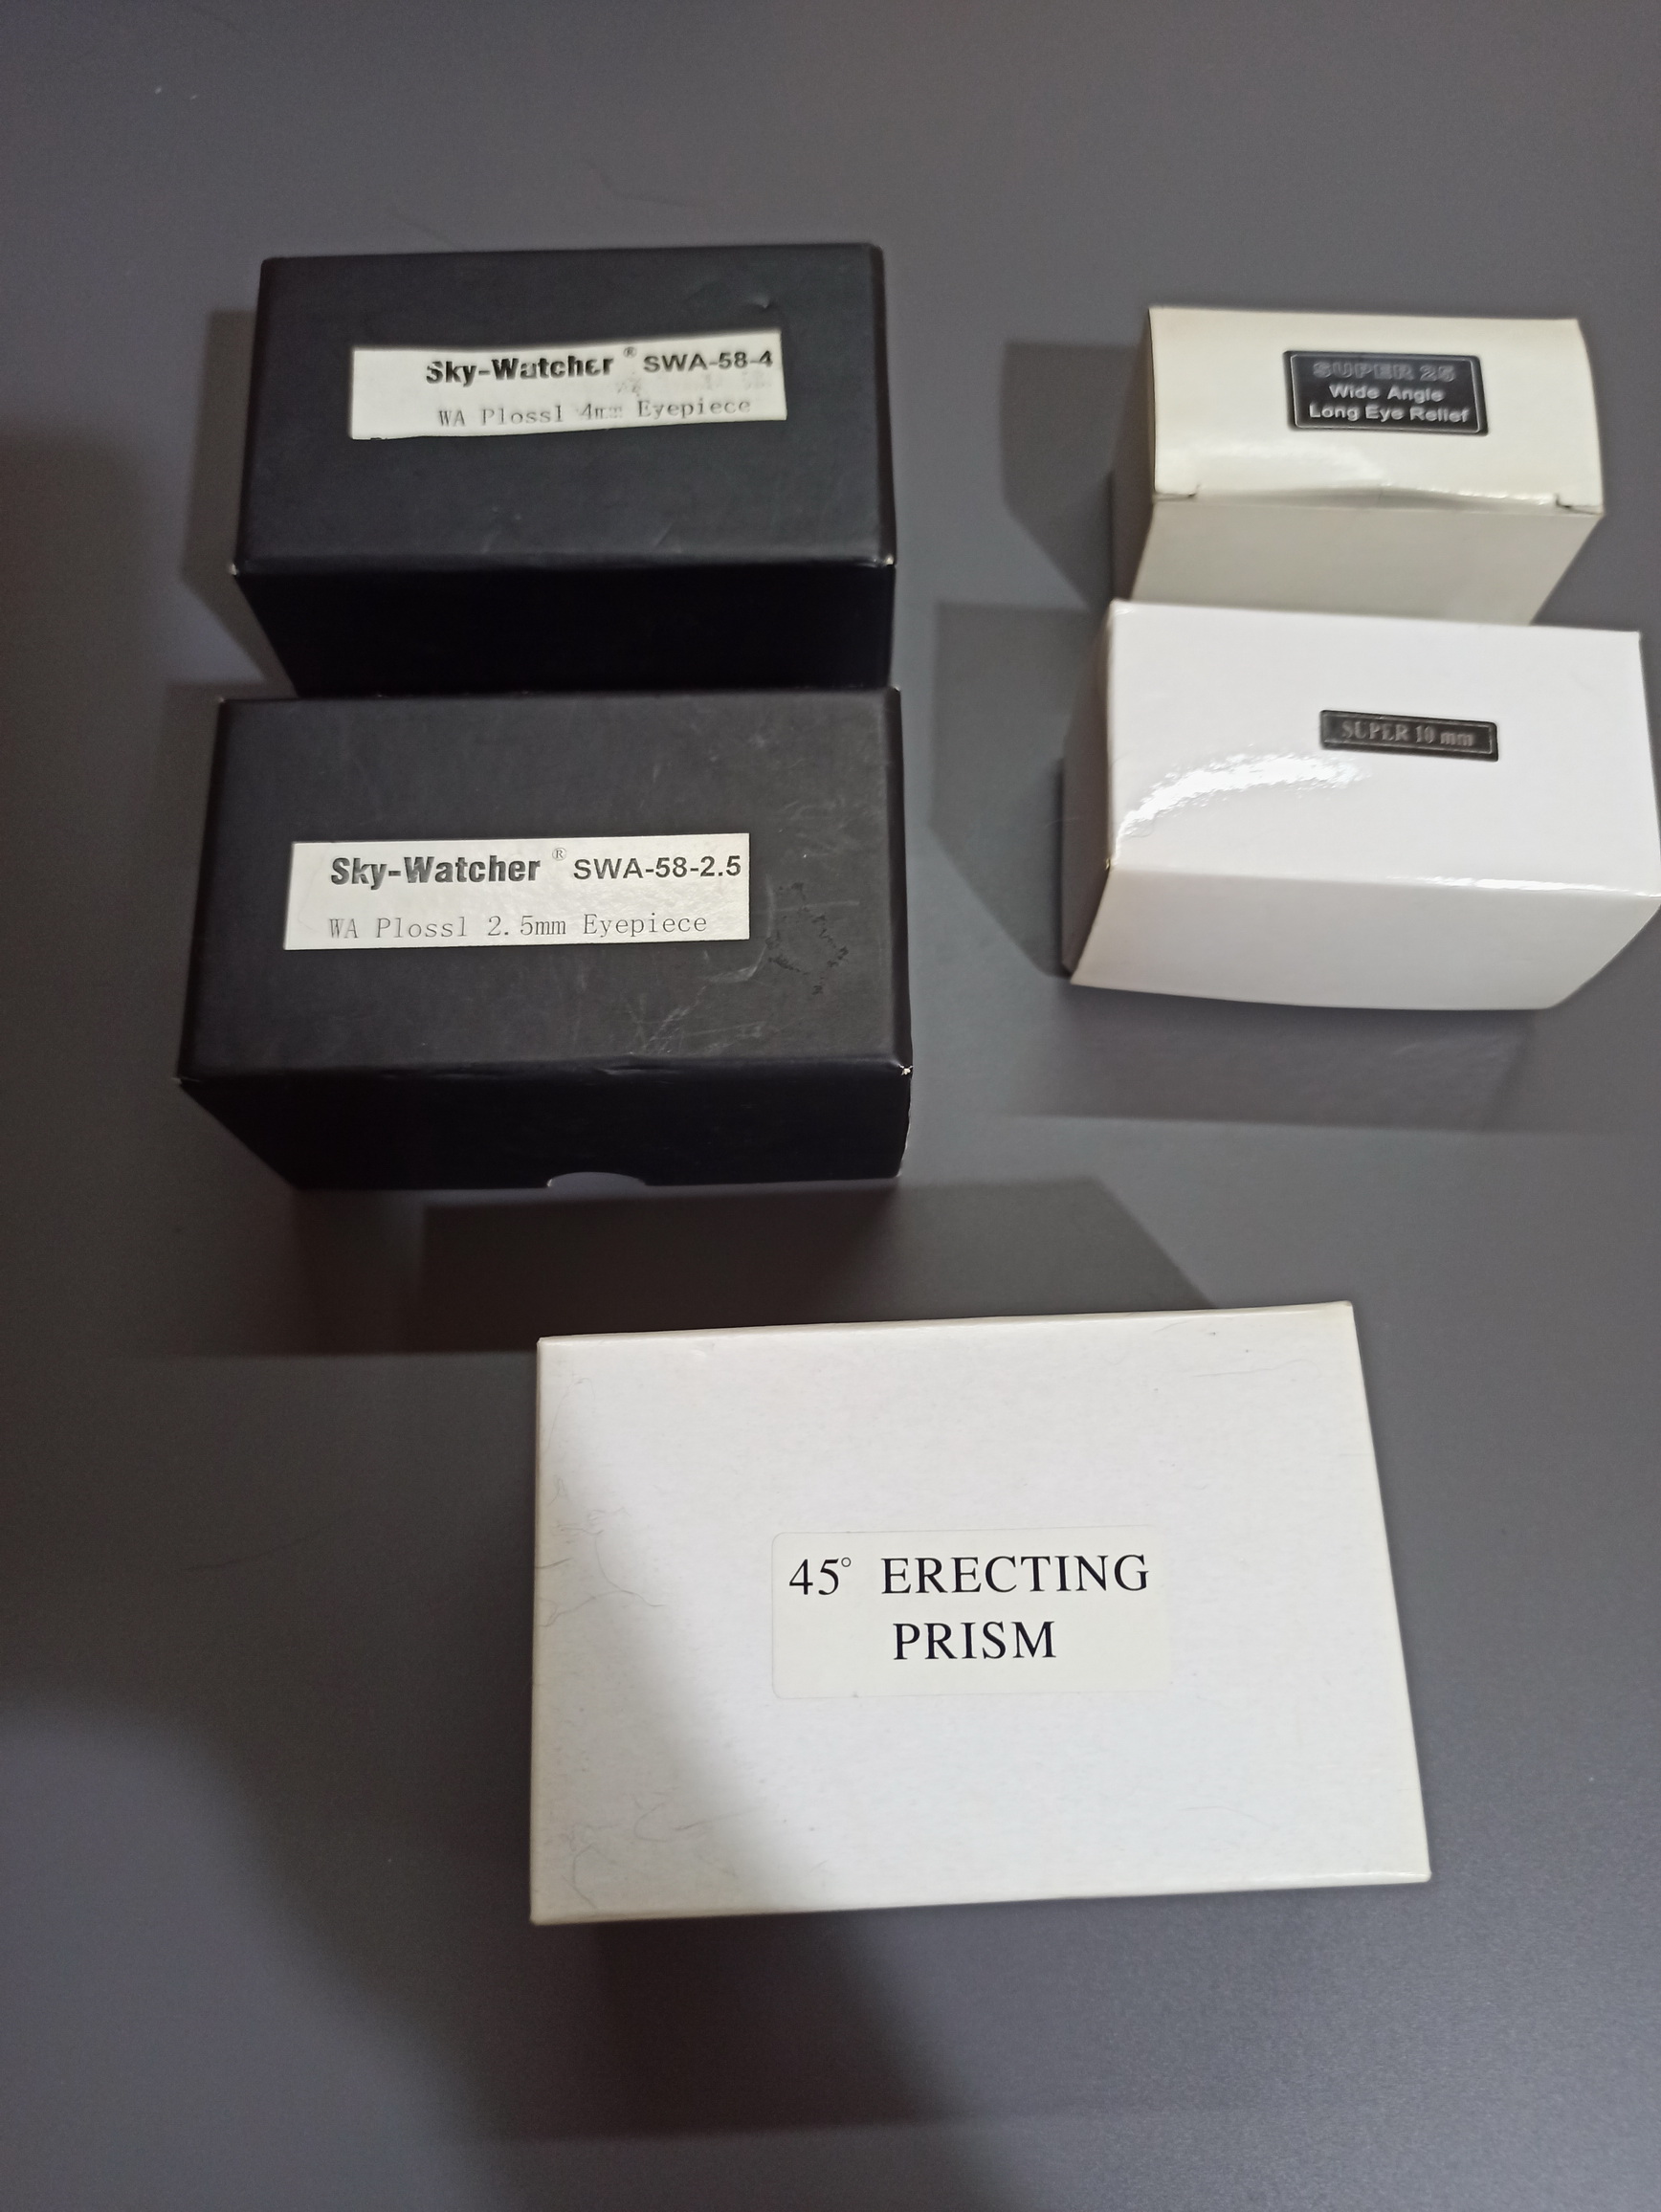 Sky-Watcher ® SWA-58-4
WA Plossl 4mm Eyepiece
SUPER 25
Wide Angle
Long Eye Relief
SUPER 10 mm
Sky-Watcher ® SWA-58-2.5
WA Plossl 2.5mm Eyepiece
45° ERECTING
PRISM